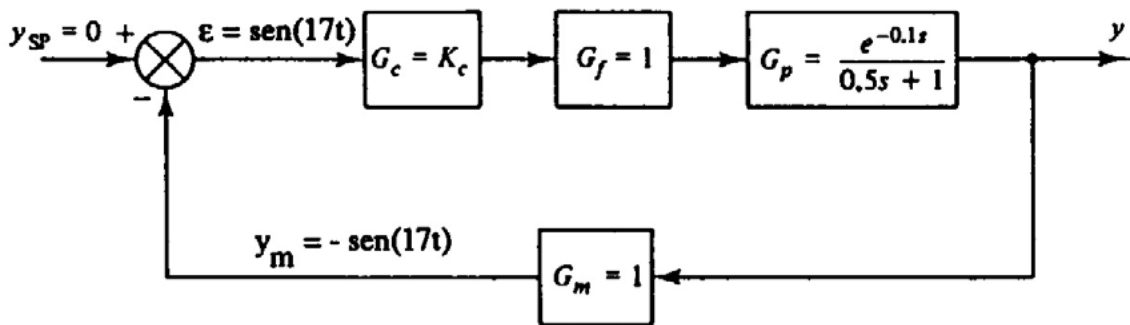 y_SP = 0 +
ε = sen(17t)
G_c = K_c
G_f = 1
G_p = e^{-0.1s} / 0,5s + 1
y
-
y_m = - sen(17t)
G_m = 1